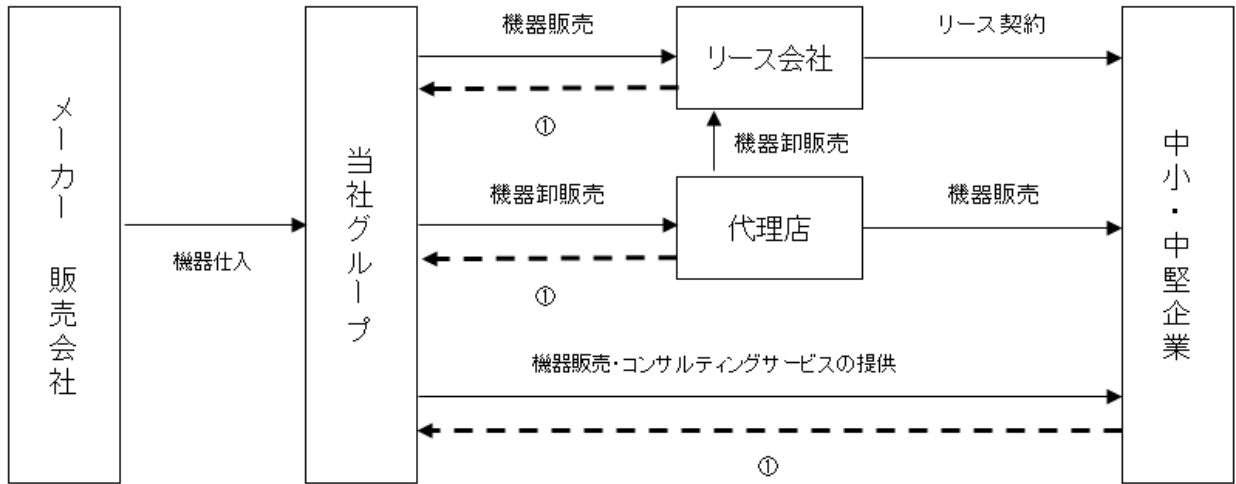 メーカー 販売会社
機器仕入
当社グループ
機器販売
①
リース会社
リース契約
機器卸販売
機器卸販売
①
代理店
機器販売
機器販売・コンサルティングサービスの提供
①
中小・中堅企業